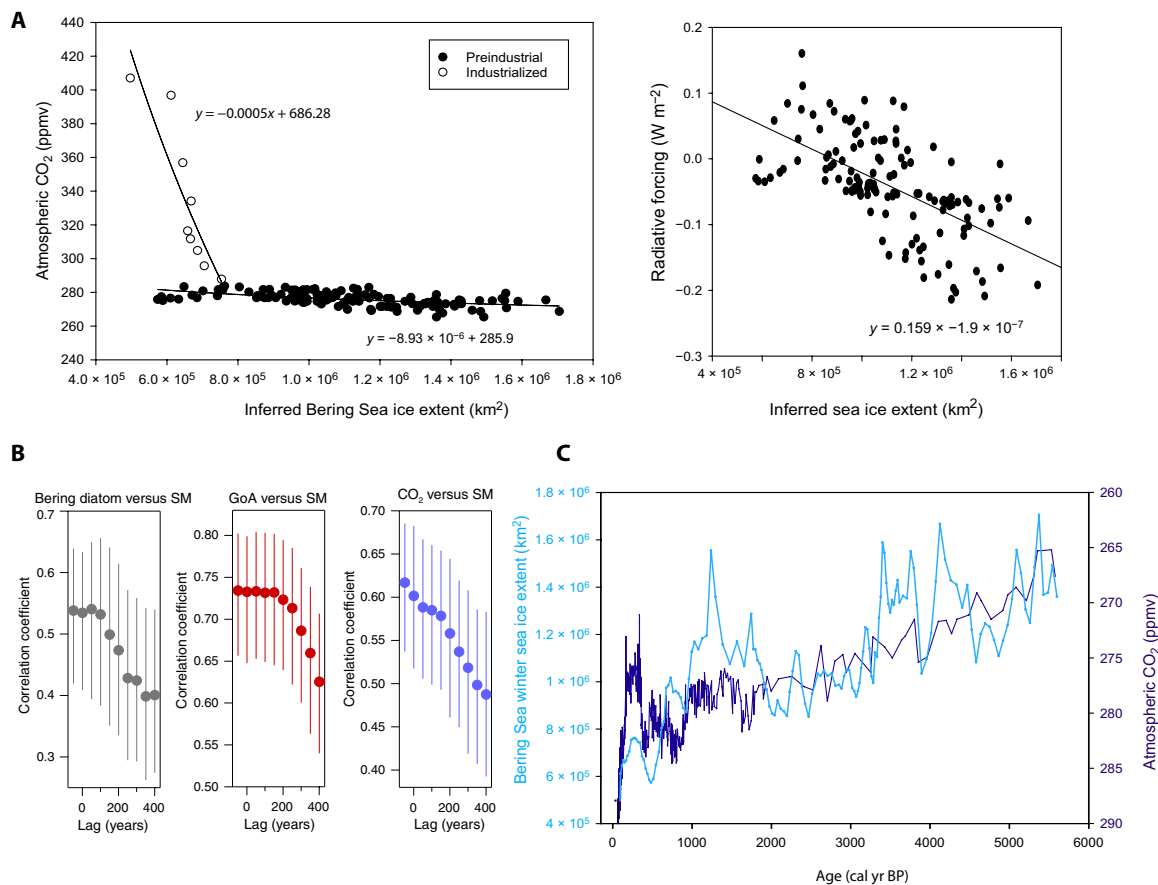 A
440
420
400
380
360
340
320
300
280
260
240
Atmospheric CO₂ (ppmv)
Preindustrial
Industrialized
y = −0.0005x + 686.28
y = −8.93 × 10⁻⁶ + 285.9
4.0 × 10⁵ 6.0 × 10⁵ 8.0 × 10⁵ 1.0 × 10⁶ 1.2 × 10⁶ 1.4 × 10⁶ 1.6 × 10⁶ 1.8 × 10⁶
Inferred Bering Sea ice extent (km²)
0.2
0.1
0.0
−0.1
−0.2
−0.3
Radiative forcing (W m⁻²)
y = 0.159 × −1.9 × 10⁻⁷
4 × 10⁵ 8 × 10⁵ 1.2 × 10⁶ 1.6 × 10⁶
Inferred sea ice extent (km²)
B
Bering diatom versus SM
0.7
0.6
0.5
0.4
0.3
Correlation coefficient
0 200 400
Lag (years)
GoA versus SM
0.80
0.75
0.70
0.65
0.60
0.55
0.50
Correlation coefficient
0 200 400
Lag (years)
CO₂ versus SM
0.70
0.65
0.60
0.55
0.50
0.45
0.40
Correlation coefficient
0 200 400
Lag (years)
C
1.8 × 10⁶
1.6 × 10⁶
1.4 × 10⁶
1.2 × 10⁶
1 × 10⁶
8 × 10⁵
6 × 10⁵
4 × 10⁵
Bering Sea winter sea ice extent (km²)
260
265
270
275
280
285
290
Atmospheric CO₂ (ppmv)
0 1000 2000 3000 4000 5000 6000
Age (cal yr BP)